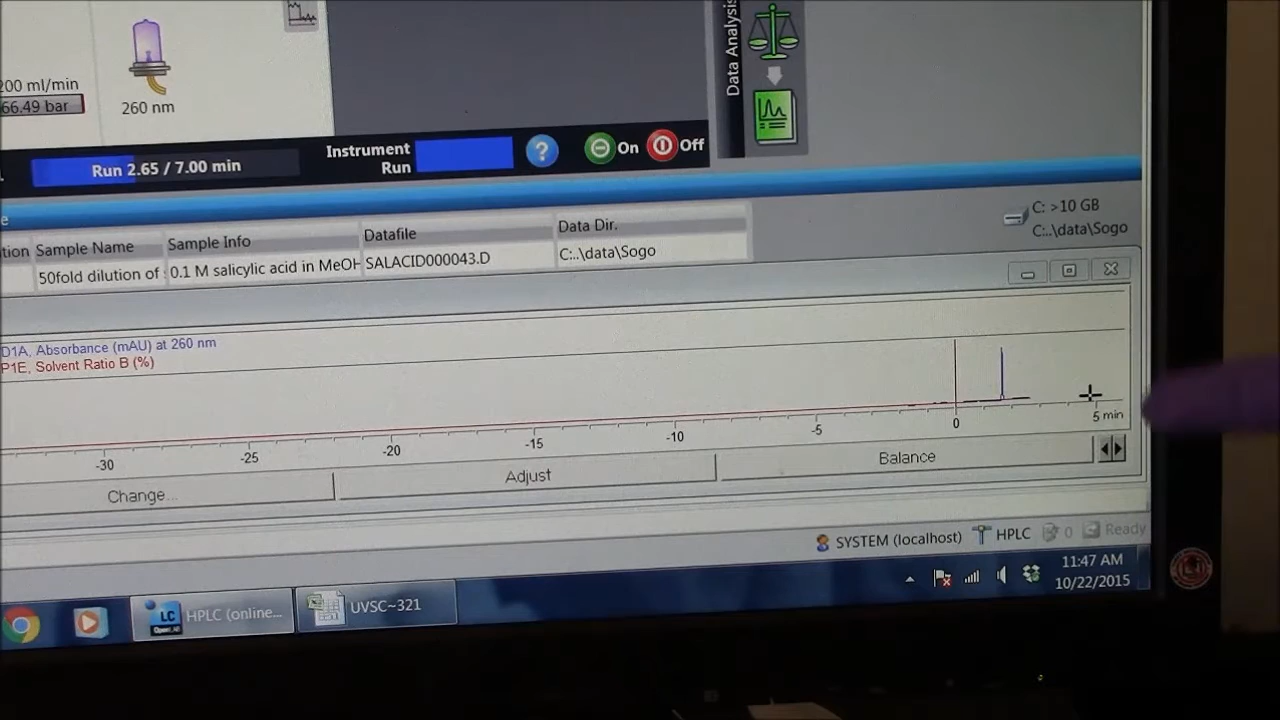 Data Analysis
200 ml/min
66.49 bar
260 nm
Run 2.65 / 7.00 min
Instrument
Run
On
Off
C: >10 GB
C:..\data\Sogo
Sample Name
Sample Info
Datafile
Data Dir.
50fold dilution of
0.1 M salicylic acid in MeOH
SALACID000043.D
C:..\data\Sogo
D1A, Absorbance (mAU) at 260 nm
P1E, Solvent Ratio B (%)
-30
-25
-20
-15
-10
-5
0
5 min
Change...
Adjust
Balance
SYSTEM (localhost)
HPLC
0
Ready
LC
HPLC (online...
UVSC~321
11:47 AM
10/22/2015